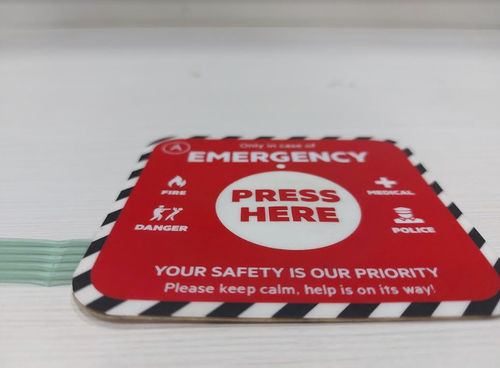 A
Only in case of
EMERGENCY
FIRE
DANGER
PRESS
HERE
MEDICAL
POLICE
YOUR SAFETY IS OUR PRIORITY
Please keep calm, help is on its way!